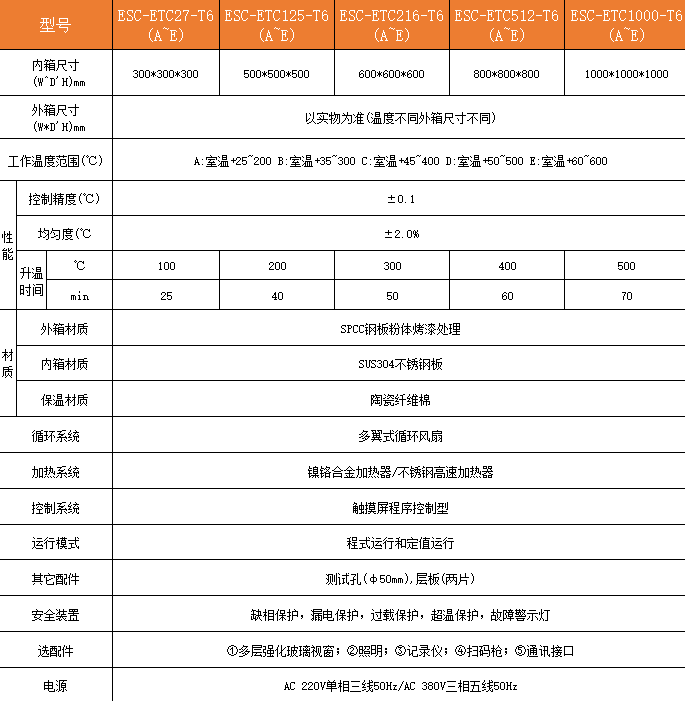 型号 ESC-ETC27-T6 ESC-ETC125-T6 ESC-ETC216-T6 ESC-ETC512-T6 ESC-ETC1000-T6
(A~E) (A~E) (A~E) (A~E) (A~E)
内箱尺寸
(W*D*H)mm 300*300*300 500*500*500 600*600*600 800*800*800 1000*1000*1000
外箱尺寸
(W*D*H)mm 以实物为准(温度不同外箱尺寸不同)
工作温度范围(℃) A:室温+25~200 B:室温+35~300 C:室温+45~400 D:室温+50~500 E:室温+60~600
性能
控制精度(℃) ±0.1
均匀度(℃ ±2.0%
升温时间
℃ 100 200 300 400 500
min 25 40 50 60 70
材质
外箱材质 SPCC钢板粉体烤漆处理
内箱材质 SUS304不锈钢板
保温材质 陶瓷纤维棉
循环系统 多翼式循环风扇
加热系统 镍铬合金加热器/不锈钢高速加热器
控制系统 触摸屏程序控制型
运行模式 程式运行和定值运行
其它配件 测试孔(φ50mm),层板(两片)
安全装置 缺相保护，漏电保护，过载保护，超温保护，故障警示灯
选配件 ①多层强化玻璃视窗；②照明；③记录仪；④扫码枪；⑤通讯接口
电源 AC 220V单相三线50Hz/AC 380V三相五线50Hz